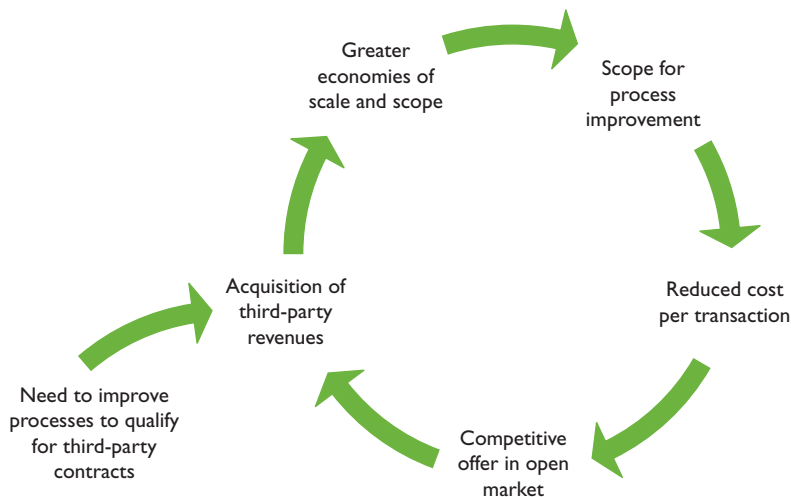 Greater
economies of
scale and scope
Scope for
process
improvement
Reduced cost
per transaction
Competitive
offer in open
market
Acquisition of
third-party
revenues
Need to improve
processes to qualify
for third-party
contracts